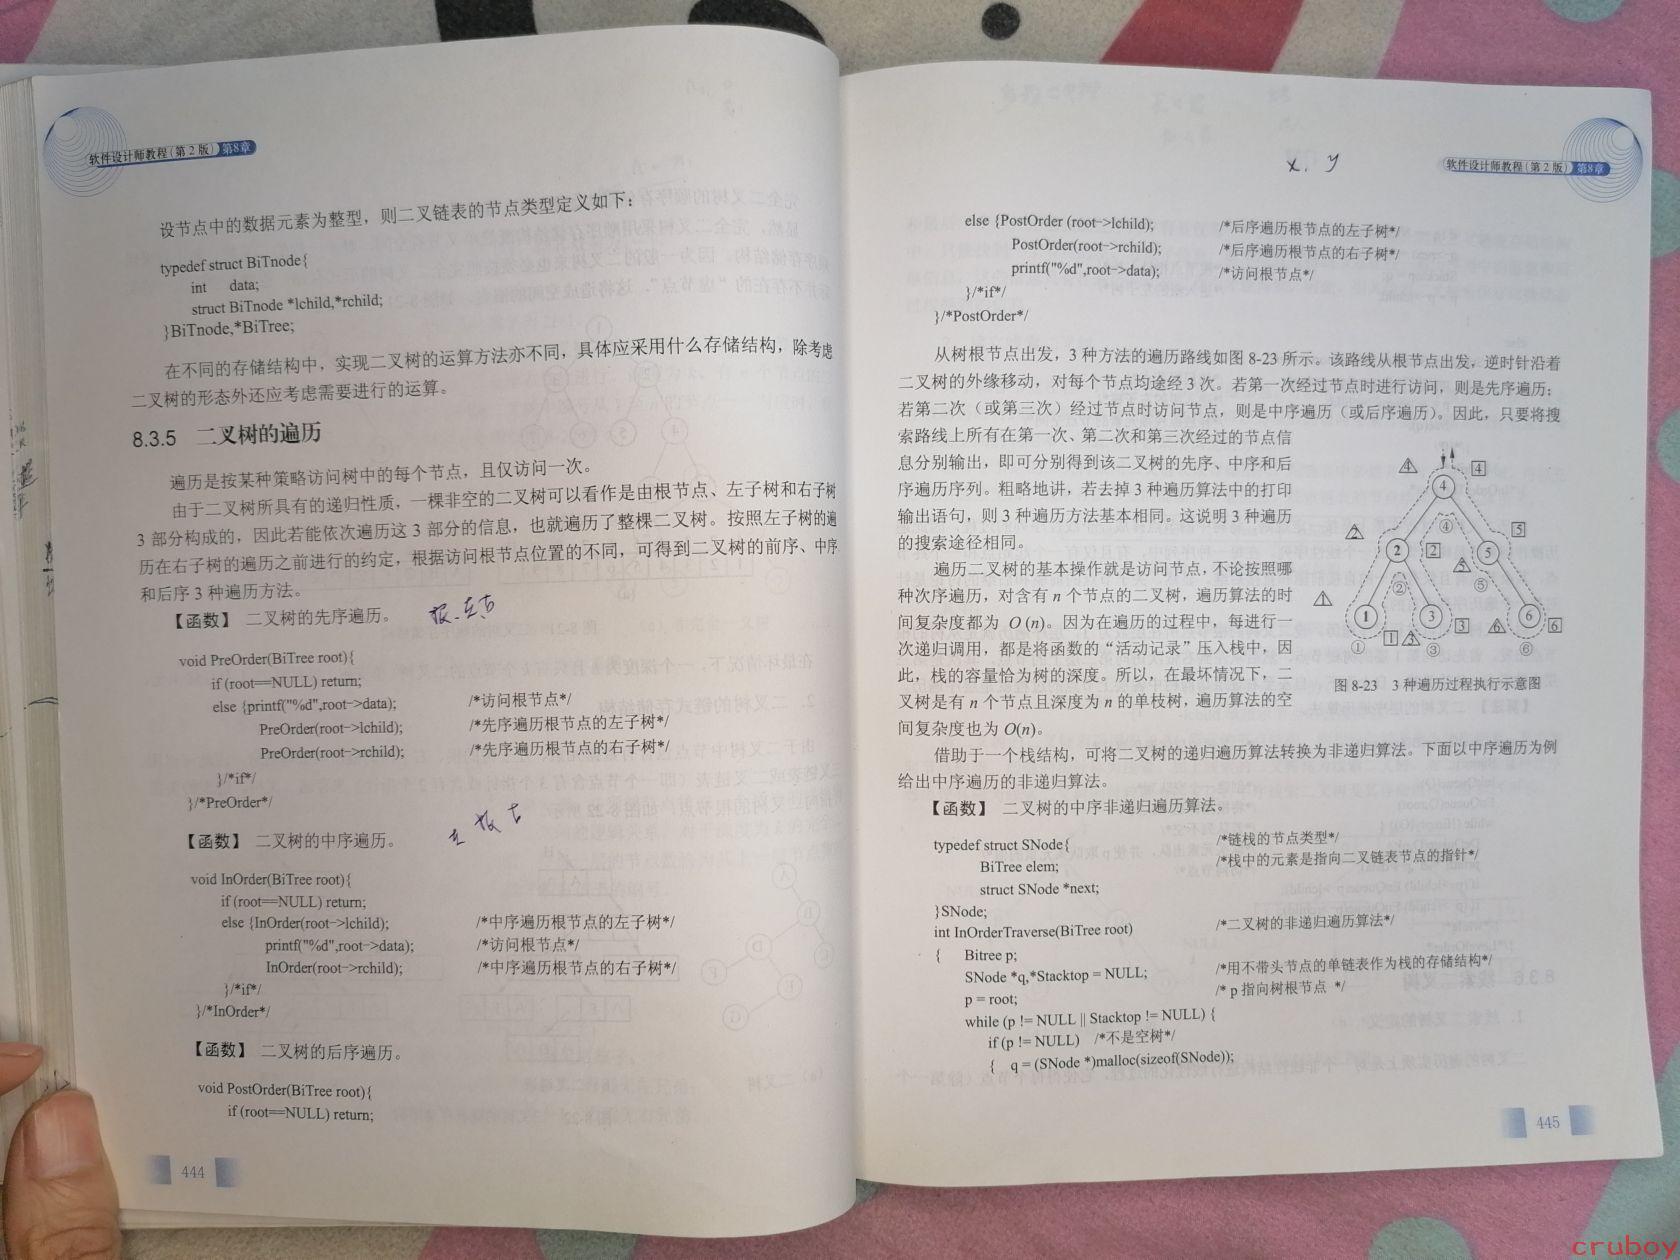 软件设计师教程(第2版) 第8章
设节点中的数据元素为整型，则二叉链表的节点类型定义如下：
typedef struct BiTnode{
int data;
struct BiTnode *lchild,*rchild;
}BiTnode,*BiTree;
在不同的存储结构中，实现二叉树的运算方法亦不同，具体应采用什么存储结构，除考虑
二叉树的形态外还应考虑需要进行的运算。
8.3.5 二叉树的遍历
遍历是按某种策略访问树中的每个节点，且仅访问一次。
由于二叉树所具有的递归性质，一棵非空的二叉树可以看作是由根节点、左子树和右子树
3 部分构成的，因此若能依次遍历这 3 部分的信息，也就遍历了整棵二叉树。按照左子树的遍
历在右子树的遍历之前进行的约定，根据访问根节点位置的不同，可得到二叉树的前序、中序
和后序 3 种遍历方法。
【函数】 二叉树的先序遍历。 根.左右
void PreOrder(BiTree root){
if (root==NULL) return;
else {printf("%d",root->data); /*访问根节点*/
PreOrder(root->lchild); /*先序遍历根节点的左子树*/
PreOrder(root->rchild); /*先序遍历根节点的右子树*/
}/*if*/
}/*PreOrder*/
【函数】 二叉树的中序遍历。 左 根 右
void InOrder(BiTree root){
if (root==NULL) return;
else {InOrder(root->lchild); /*中序遍历根节点的左子树*/
printf("%d",root->data); /*访问根节点*/
InOrder(root->rchild); /*中序遍历根节点的右子树*/
}/*if*/
}/*InOrder*/
【函数】 二叉树的后序遍历。
void PostOrder(BiTree root){
if (root==NULL) return;
444
x. y
软件设计师教程(第2版) 第8章
else {PostOrder (root->lchild); /*后序遍历根节点的左子树*/
PostOrder(root->rchild); /*后序遍历根节点的右子树*/
printf("%d",root->data); /*访问根节点*/
}/*if*/
}/*PostOrder*/
从树根节点出发，3 种方法的遍历路线如图 8-23 所示。该路线从根节点出发，逆时针沿着
二叉树的外缘移动，对每个节点均途经 3 次。若第一次经过节点时进行访问，则是先序遍历；
若第二次（或第三次）经过节点时访问节点，则是中序遍历（或后序遍历）。因此，只要将搜
索路线上所有在第一次、第二次和第三次经过的节点信
息分别输出，即可分别得到该二叉树的先序、中序和后
序遍历序列。粗略地讲，若去掉 3 种遍历算法中的打印
输出语句，则 3 种遍历方法基本相同。这说明 3 种遍历
的搜索途径相同。
遍历二叉树的基本操作就是访问节点，不论按照哪
种次序遍历，对含有 n 个节点的二叉树，遍历算法的时
间复杂度都为 O (n)。因为在遍历的过程中，每进行一
次递归调用，都是将函数的“活动记录”压入栈中，因
此，栈的容量恰为树的深度。所以，在最坏情况下，二
叉树是有 n 个节点且深度为 n 的单枝树，遍历算法的空
间复杂度也为 O(n)。
4 4 4
2 ④ 5
2 2 5
5
1 ② ⑤
1 3 6
1 3 3 6 6
① ③ ⑥
图 8-23 3 种遍历过程执行示意图
借助于一个栈结构，可将二叉树的递归遍历算法转换为非递归算法。下面以中序遍历为例
给出中序遍历的非递归算法。
【函数】 二叉树的中序非递归遍历算法。
typedef struct SNode{ /*链栈的节点类型*/
BiTree elem; /*栈中的元素是指向二叉链表节点的指针*/
struct SNode *next;
}SNode;
int InOrderTraverse(BiTree root) /*二叉树的非递归遍历算法*/
{ Bitree p;
SNode *q,*Stacktop = NULL; /*用不带头节点的单链表作为栈的存储结构*/
p = root; /* p 指向树根节点 */
while (p != NULL || Stacktop != NULL) {
if (p != NULL) /*不是空树*/
{ q = (SNode *)malloc(sizeof(SNode));
445
cruboy